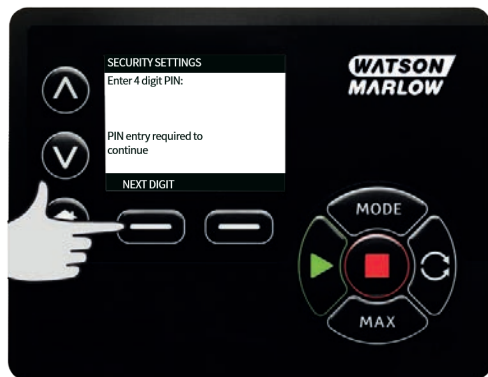 SECURITY SETTINGS
Enter 4 digit PIN:
PIN entry required to
continue
NEXT DIGIT
WATSON
MARLOW
MODE
MAX